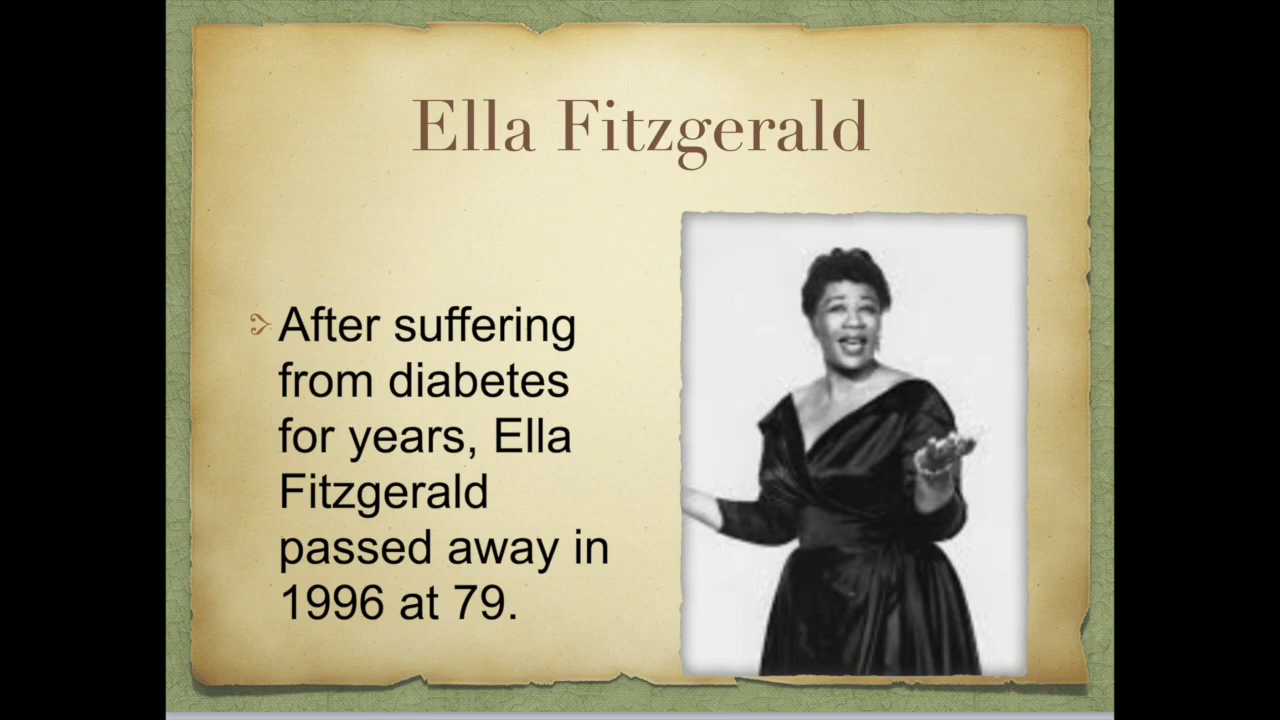 Ella Fitzgerald
After suffering
from diabetes
for years, Ella
Fitzgerald
passed away in
1996 at 79.